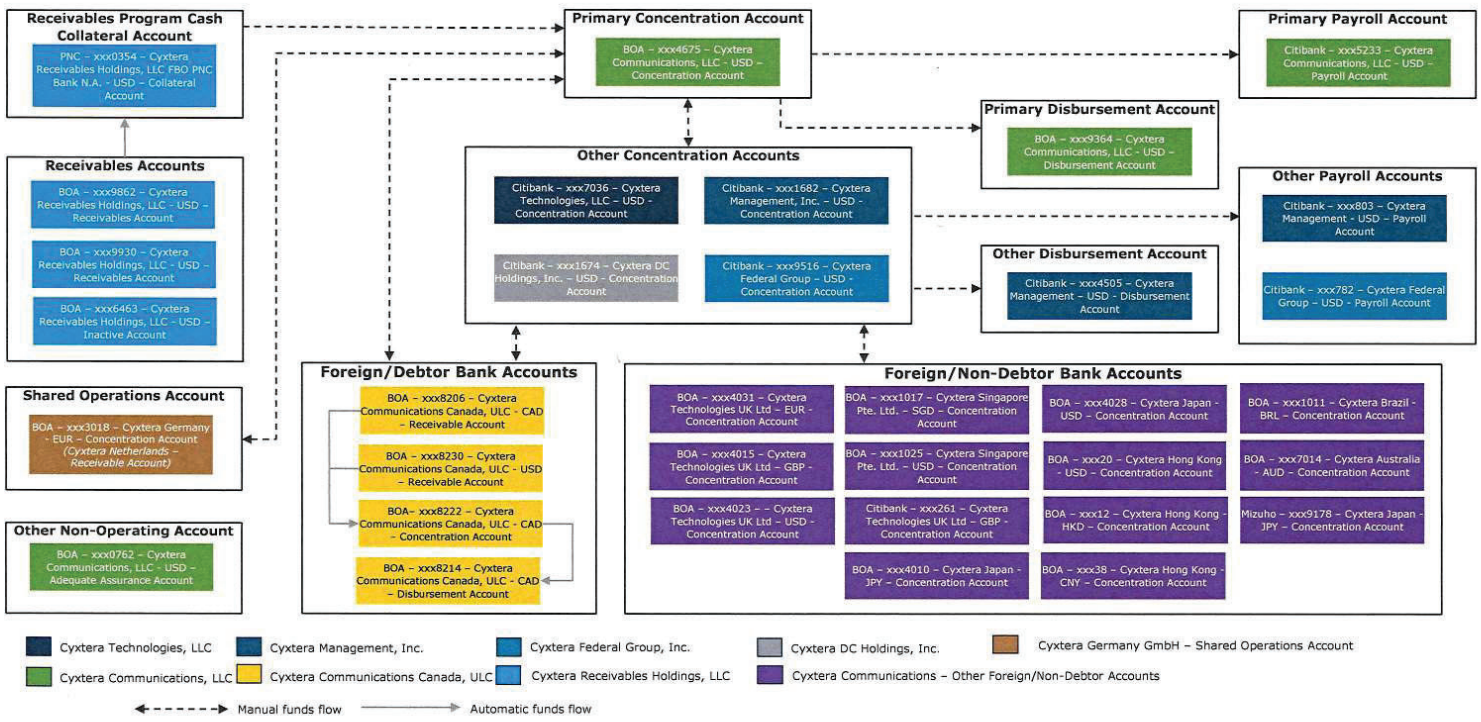 Receivables Program Cash
Collateral Account
PNC – xxx0354 – Cyxtera
Receivables Holdings, LLC FBO PNC
Bank N.A. - USD – Collateral
Account
Receivables Accounts
BOA – xxx9862 – Cyxtera
Receivables Holdings, LLC - USD –
Receivables Account
BOA – xxx9930 – Cyxtera
Receivables Holdings, LLC - USD –
Receivables Account
BOA – xxx6463 – Cyxtera
Receivables Holdings, LLC - USD –
Inactive Account
Shared Operations Account
BOA – xxx3018 – Cyxtera Germany
- EUR – Concentration Account
(Cyxtera Netherlands –
Receivable Account)
Other Non-Operating Account
BOA – xxx0762 – Cyxtera
Communications, LLC - USD –
Adequate Assurance Account
Primary Concentration Account
BOA – xxx4675 – Cyxtera
Communications, LLC - USD –
Concentration Account
Other Concentration Accounts
Citibank – xxx7036 – Cyxtera
Technologies, LLC – USD -
Concentration Account
Citibank – xxx1682 – Cyxtera
Management, Inc. – USD -
Concentration Account
Citibank – xxx1674 – Cyxtera DC
Holdings, Inc. – USD - Concentration
Account
Citibank – xxx9516 – Cyxtera
Federal Group – USD -
Concentration Account
Primary Payroll Account
Citibank – xxx5233 – Cyxtera
Communications, LLC - USD –
Payroll Account
Primary Disbursement Account
BOA – xxx9364 – Cyxtera
Communications, LLC - USD –
Disbursement Account
Other Payroll Accounts
Citibank – xxx803 – Cyxtera
Management - USD – Payroll
Account
Citibank – xxx782 – Cyxtera Federal
Group – USD - Payroll Account
Other Disbursement Account
Citibank – xxx4505 – Cyxtera
Management – USD - Disbursement
Account
Foreign/Debtor Bank Accounts
BOA – xxx8206 – Cyxtera
Communications Canada, ULC - CAD
– Receivable Account
BOA – xxx8230 – Cyxtera
Communications Canada, ULC - USD
– Receivable Account
BOA– xxx8222 – Cyxtera
Communications Canada, ULC – CAD
– Concentration Account
BOA – xxx8214 – Cyxtera
Communications Canada, ULC - CAD
– Disbursement Account
Foreign/Non-Debtor Bank Accounts
BOA – xxx4031 – Cyxtera
Technologies UK Ltd – EUR -
Concentration Account
BOA – xxx1017 – Cyxtera Singapore
Pte. Ltd. – SGD – Concentration
Account
BOA – xxx4028 – Cyxtera Japan -
USD – Concentration Account
BOA – xxx1011 – Cyxtera Brazil -
BRL – Concentration Account
BOA – xxx4015 – Cyxtera
Technologies UK Ltd – GBP -
Concentration Account
BOA – xxx1025 – Cyxtera Singapore
Pte. Ltd. – USD – Concentration
Account
BOA – xxx20 – Cyxtera Hong Kong
- USD – Concentration Account
BOA – xxx7014 – Cyxtera Australia
- AUD – Concentration Account
BOA – xxx4023 – – Cyxtera
Technologies UK Ltd – USD -
Concentration Account
Citibank – xxx261 – Cyxtera
Technologies UK Ltd – GBP -
Concentration Account
BOA – xxx12 – Cyxtera Hong Kong -
HKD – Concentration Account
Mizuho – xxx9178 – Cyxtera Japan -
JPY – Concentration Account
BOA – xxx4010 – Cyxtera Japan -
JPY – Concentration Account
BOA – xxx38 – Cyxtera Hong Kong -
CNY – Concentration Account
Cyxtera Technologies, LLC
Cyxtera Management, Inc.
Cyxtera Federal Group, Inc.
Cyxtera DC Holdings, Inc.
Cyxtera Germany GmbH – Shared Operations Account
Cyxtera Communications, LLC
Cyxtera Communications Canada, ULC
Cyxtera Receivables Holdings, LLC
Cyxtera Communications – Other Foreign/Non-Debtor Accounts
Manual funds flow
Automatic funds flow